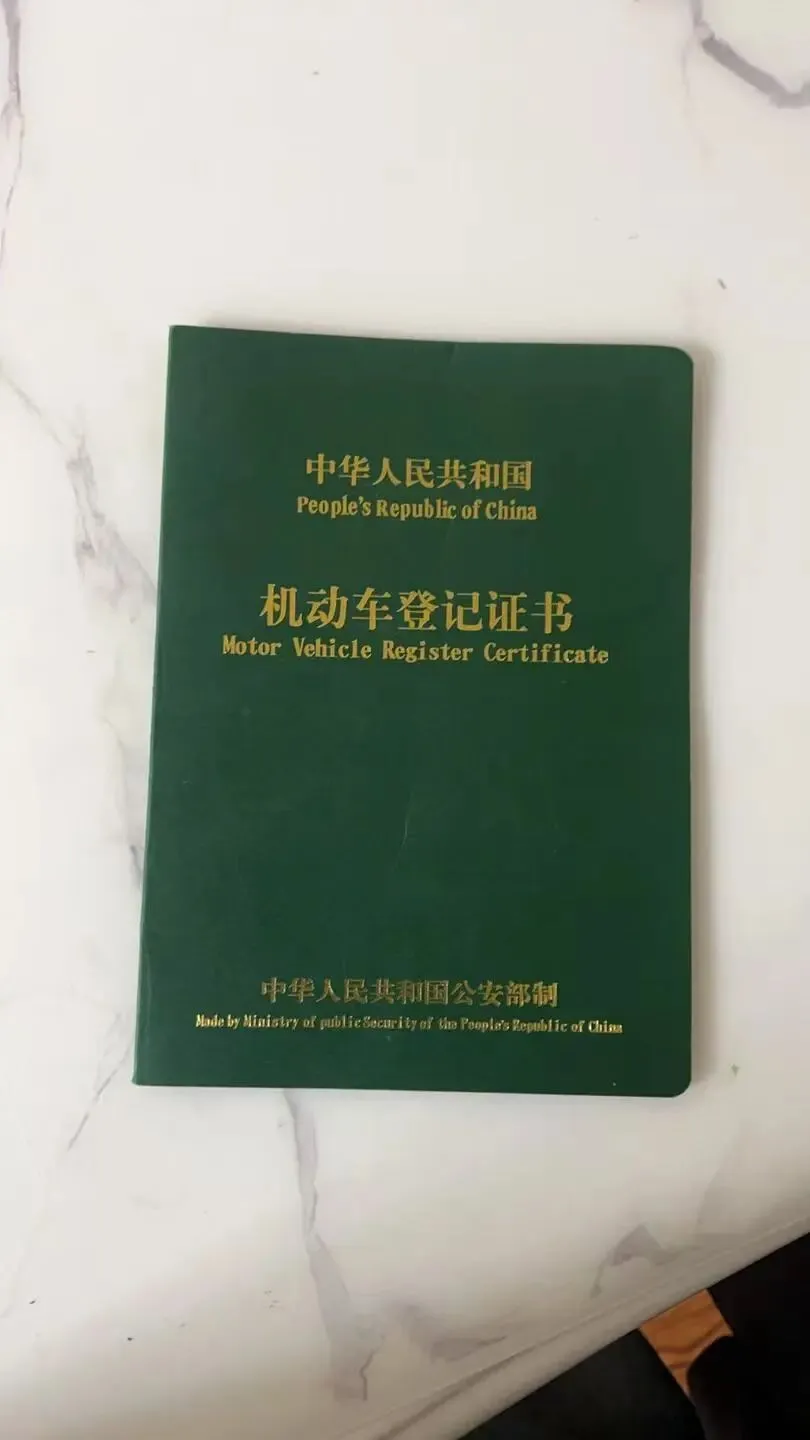 中华人民共和国
People's Republic of China
机动车登记证书
Motor Vehicle Register Certificate
中华人民共和国公安部制
Made by Ministry of public Security of the People's Republic of China